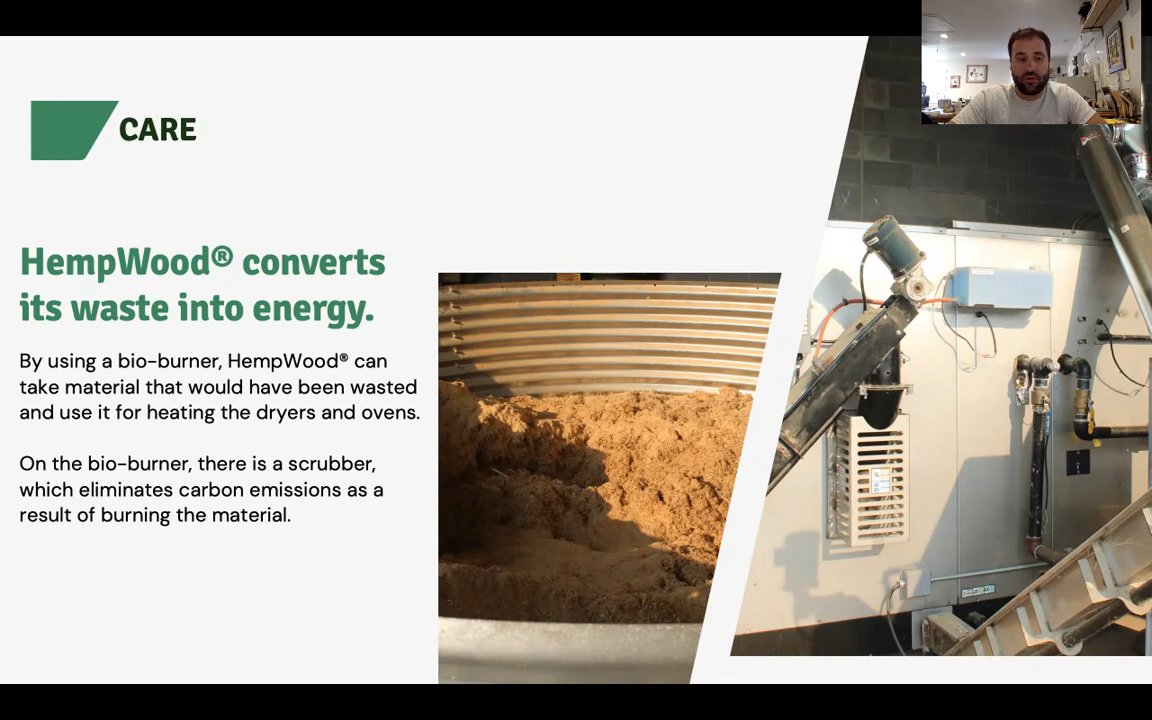 CARE
HempWood® converts
its waste into energy.
By using a bio-burner, HempWood® can
take material that would have been wasted
and use it for heating the dryers and ovens.
On the bio-burner, there is a scrubber,
which eliminates carbon emissions as a
result of burning the material.